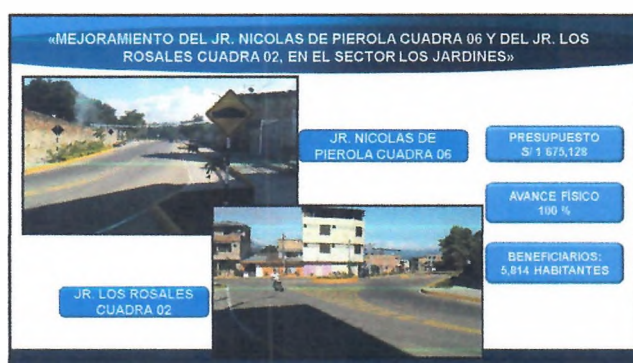 «MEJORAMIENTO DEL JR. NICOLAS DE PIEROLA CUADRA 06 Y DEL JR. LOS
ROSALES CUADRA 02, EN EL SECTOR LOS JARDINES»
JR. NICOLAS DE
PIEROLA CUADRA 06
PRESUPUESTO
S/ 1 675,128
AVANCE FÍSICO
100 %
BENEFICIARIOS:
5,814 HABITANTES
JR. LOS ROSALES
CUADRA 02